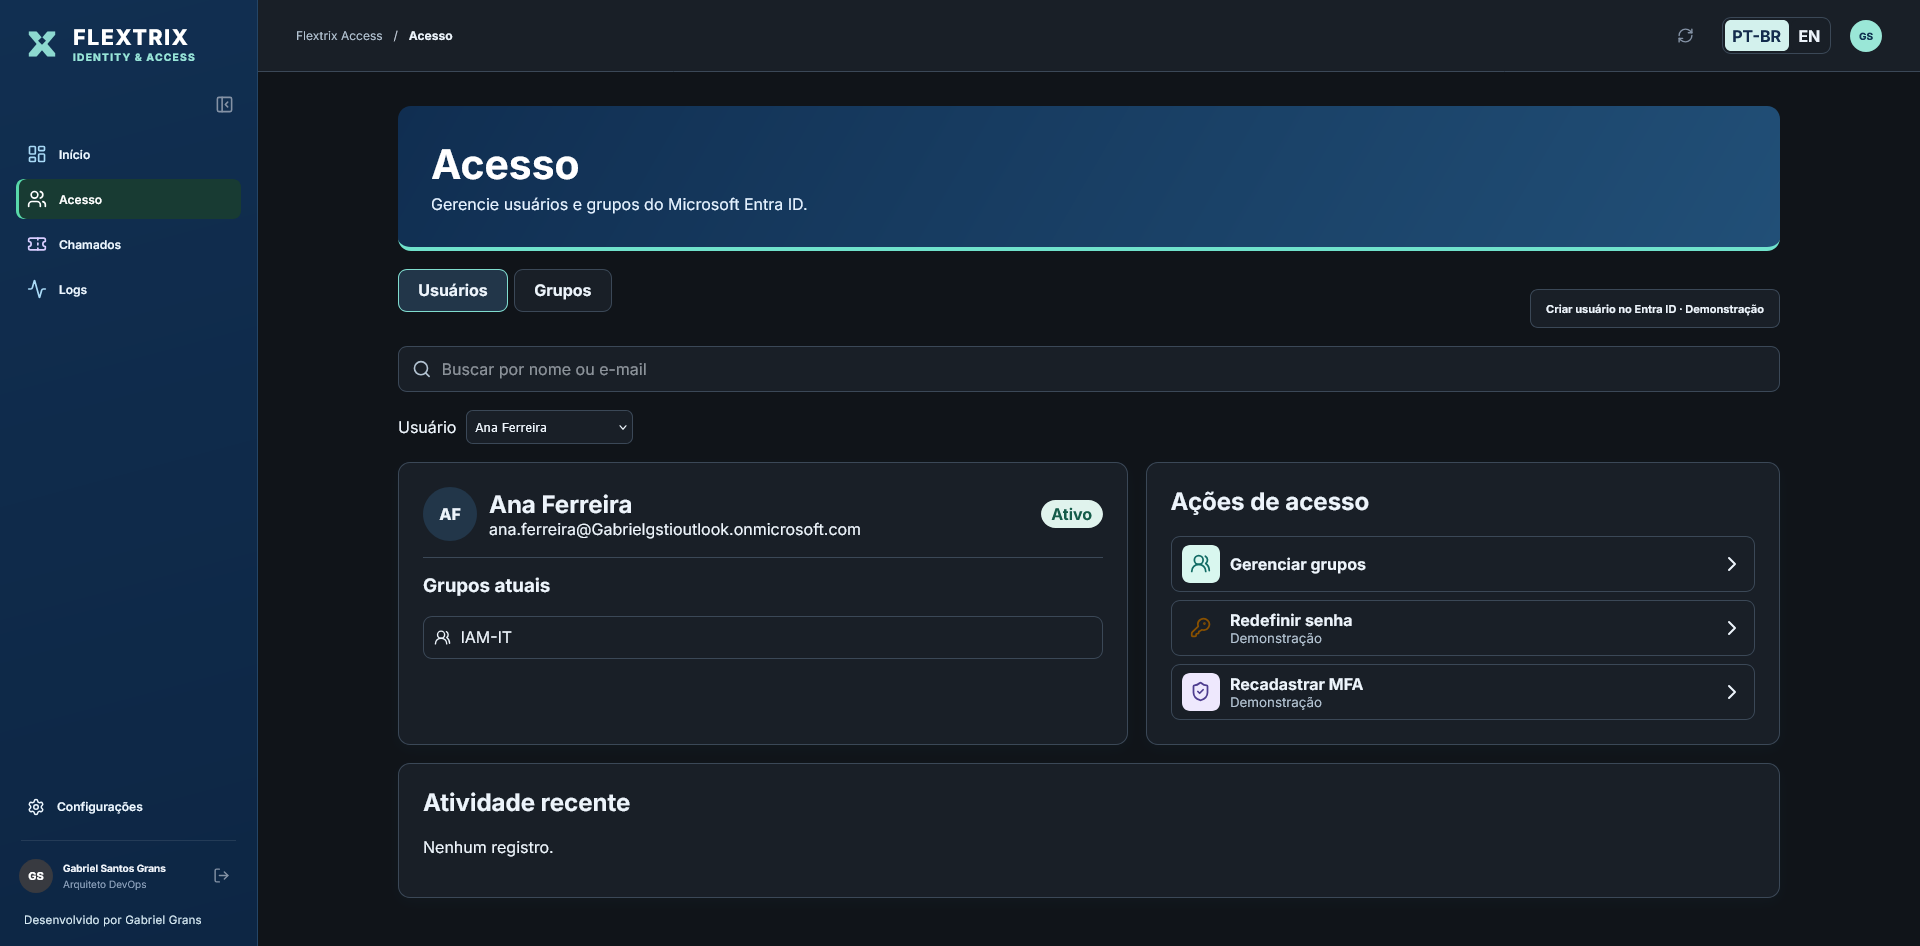 FLEXTRIX
IDENTITY & ACCESS
Início
Acesso
Chamados
Logs
Configurações
GS
Gabriel Santos Grans
Arquiteto DevOps
Desenvolvido por Gabriel Grans
Flextrix Access / Acesso
PT-BR EN
GS
Acesso
Gerencie usuários e grupos do Microsoft Entra ID.
Usuários Grupos
Criar usuário no Entra ID · Demonstração
Buscar por nome ou e-mail
Usuário Ana Ferreira
AF
Ana Ferreira
ana.ferreira@Gabrielgstioutlook.onmicrosoft.com
Ativo
Grupos atuais
IAM-IT
Ações de acesso
Gerenciar grupos
Redefinir senha
Demonstração
Recadastrar MFA
Demonstração
Atividade recente
Nenhum registro.